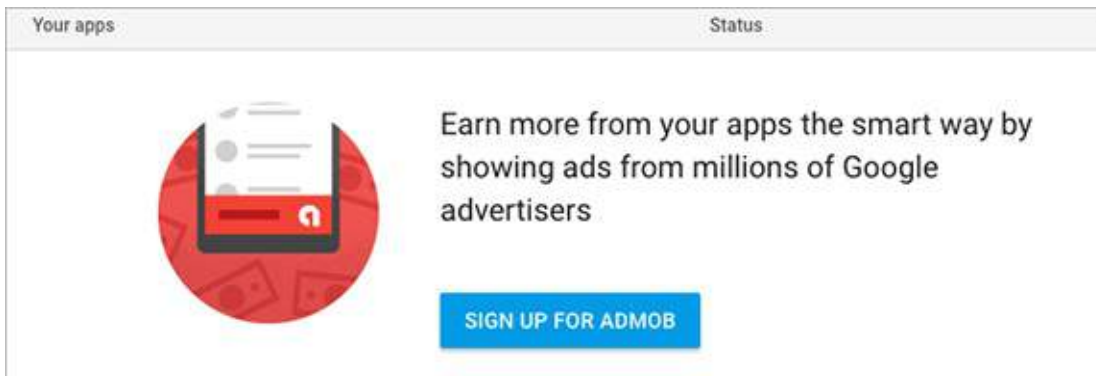 Your apps Status
Earn more from your apps the smart way by
showing ads from millions of Google
advertisers
SIGN UP FOR ADMOB